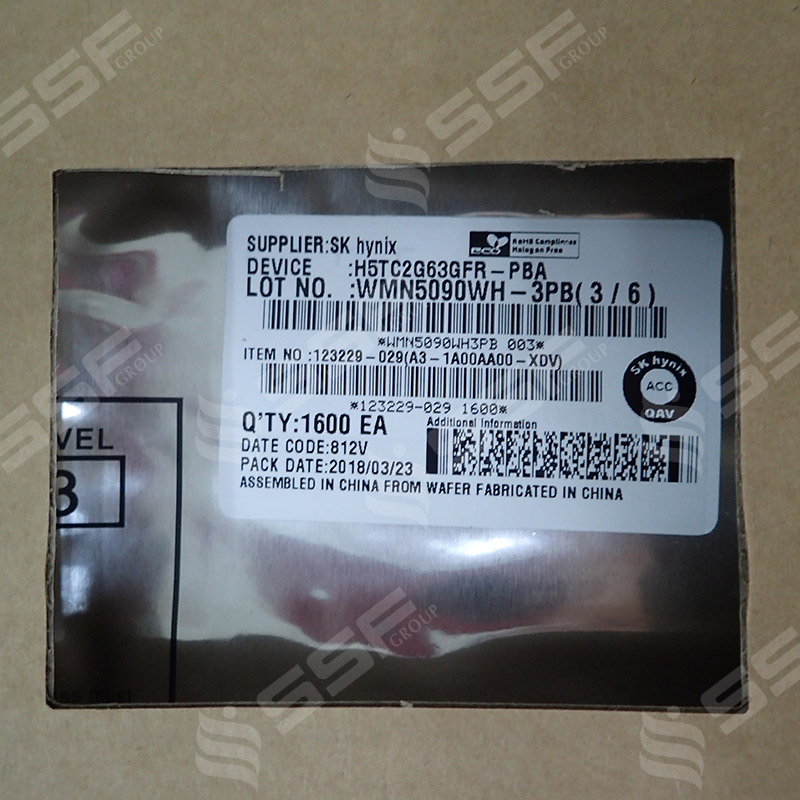 SSF GROUP
SUPPLIER:SK hynix
eco RoHS Compliance
Halogen Free
DEVICE :H5TC2G63GFR-PBA
LOT NO. :WMN5090WH-3PB(3/6)
*WMN5090WH3PB 003*
ITEM NO :123229-029(A3-1A00AA00-XDV)
*123229-029 1600*
SK hynix
ACC
QAV
Q'TY:1600 EA
Additional Information
DATE CODE:812V
PACK DATE:2018/03/23
ASSEMBLED IN CHINA FROM WAFER FABRICATED IN CHINA
VEL
3